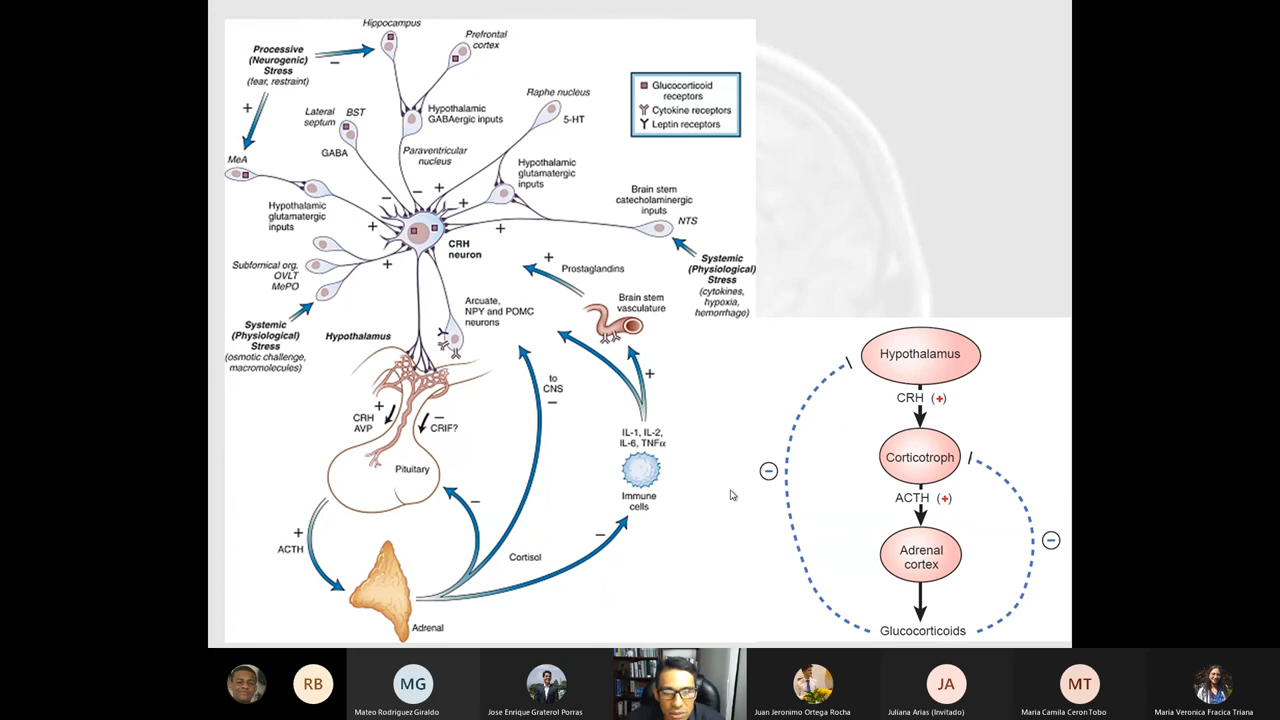 Hippocampus
Prefrontal
cortex
Processive
(Neurogenic)
Stress
(fear, restraint)
−
+
Glucocorticoid
receptors
Cytokine receptors
Leptin receptors
Raphe nucleus
5-HT
Lateral
septum
BST
GABA
Hypothalamic
GABAergic inputs
Paraventricular
nucleus
MeA
Hypothalamic
glutamatergic
inputs
Hypothalamic
glutamatergic
inputs
Brain stem
catecholaminergic
inputs
NTS
−
−
+
+
+
+
+
CRH
neuron
Subfornical org.
OVLT
MePO
Systemic
(Physiological)
Stress
(cytokines,
hypoxia,
hemorrhage)
+
Prostaglandins
Brain stem
vasculature
Arcuate,
NPY and POMC
neurons
Systemic
(Physiological)
Stress
(osmotic challenge,
macromolecules)
Hypothalamus
+
CRH
AVP
−
CRIF?
to
CNS
−
+
IL-1, IL-2,
IL-6, TNFα
Immune
cells
Pituitary
−
−
+
ACTH
Cortisol
Adrenal
Hypothalamus
CRH (+)
Corticotroph
ACTH (+)
Adrenal
cortex
Glucocorticoids
−
−
RB
MG
JA
MT
Mateo Rodriguez Giraldo
Jose Enrique Graterol Porras
Juan Jeronimo Ortega Rocha
Juliana Arias (Invitado)
Maria Camila Ceron Tobo
Maria Veronica Fracica Triana